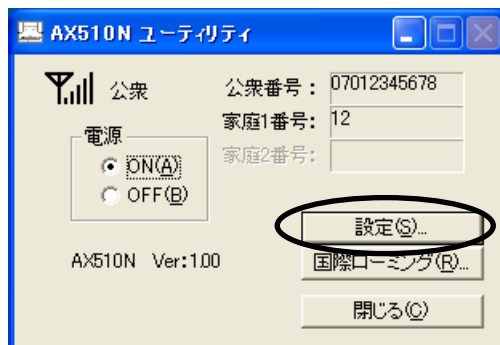 AX510N ユーティリティ
公衆
公衆番号： 07012345678
家庭1番号: 12
家庭2番号:
電源
ON(A)
OFF(B)
設定(S)...
AX510N Ver:1.00
国際ローミング(R)...
閉じる(C)